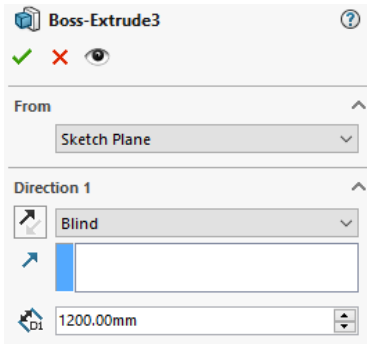 Boss-Extrude3
?
From
Sketch Plane
Direction 1
Blind
D1 1200.00mm